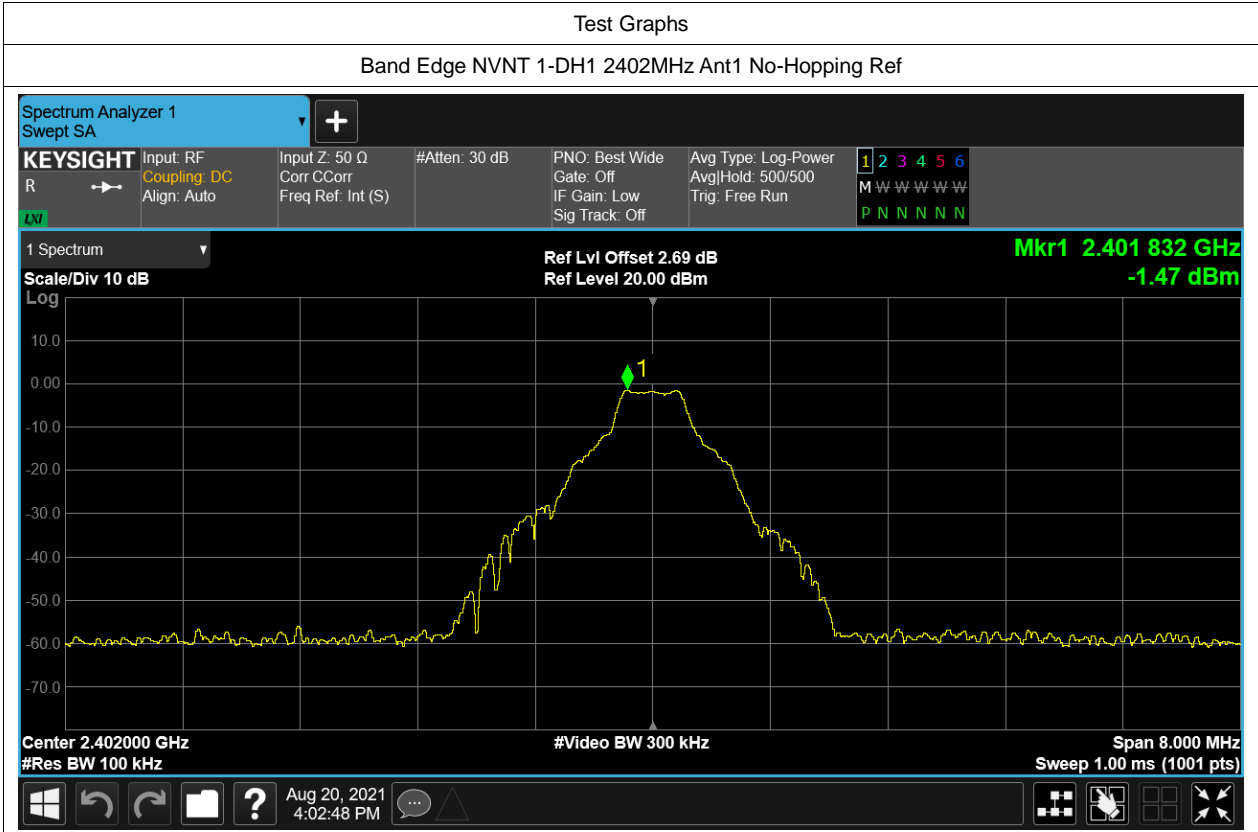 Test Graphs
Band Edge NVNT 1-DH1 2402MHz Ant1 No-Hopping Ref
Spectrum Analyzer 1
Swept SA
KEYSIGHT
R
LXI
Input: RF
Coupling: DC
Align: Auto
Input Z: 50 Ω
Corr CCorr
Freq Ref: Int (S)
#Atten: 30 dB
PNO: Best Wide
Gate: Off
IF Gain: Low
Sig Track: Off
Avg Type: Log-Power
Avg|Hold: 500/500
Trig: Free Run
1 2 3 4 5 6
M W W W W W
P N N N N N
1 Spectrum
Scale/Div 10 dB
Ref Lvl Offset 2.69 dB
Ref Level 20.00 dBm
Mkr1 2.401 832 GHz
-1.47 dBm
Log
10.0
0.00
-10.0
-20.0
-30.0
-40.0
-50.0
-60.0
-70.0
1
Center 2.402000 GHz
#Res BW 100 kHz
#Video BW 300 kHz
Span 8.000 MHz
Sweep 1.00 ms (1001 pts)
?
Aug 20, 2021
4:02:48 PM